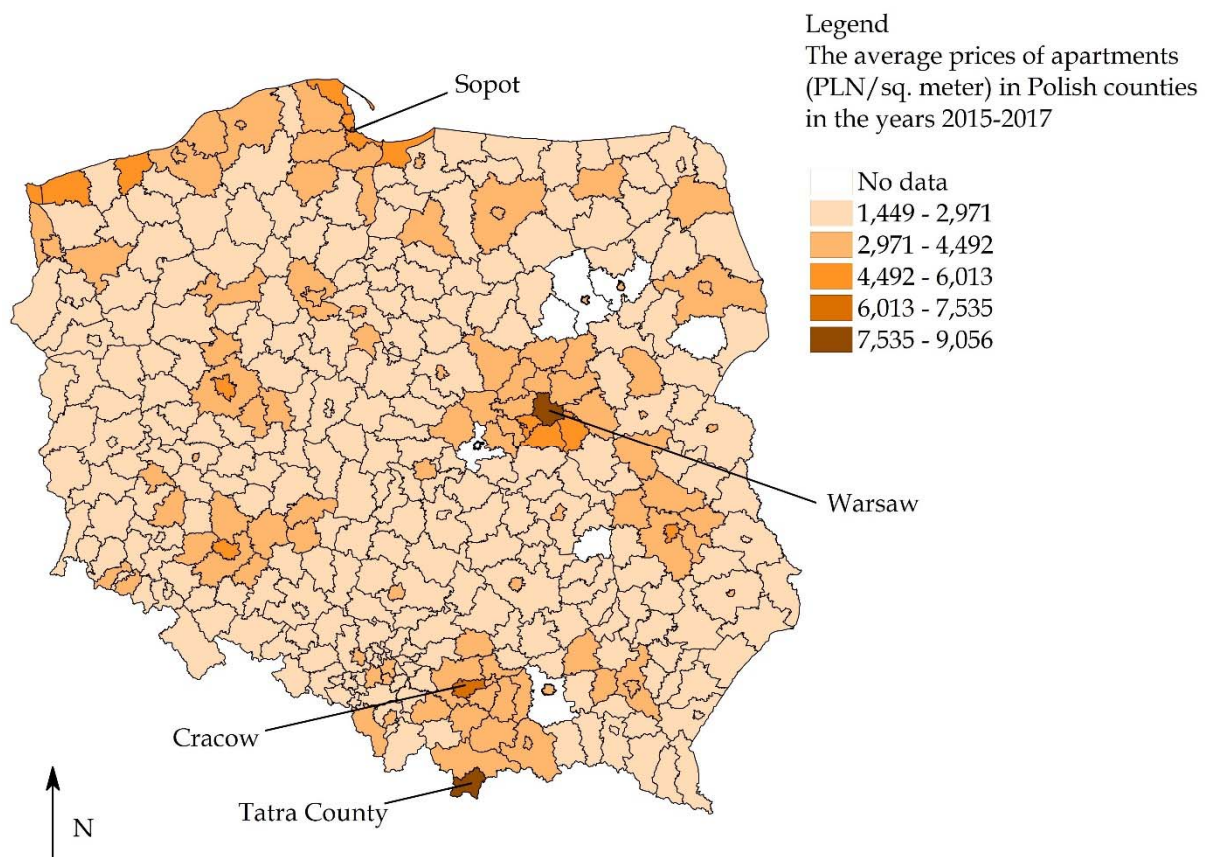 Legend
The average prices of apartments
(PLN/sq. meter) in Polish counties
in the years 2015-2017
No data
1,449 - 2,971
2,971 - 4,492
4,492 - 6,013
6,013 - 7,535
7,535 - 9,056
Sopot
Warsaw
Cracow
Tatra County
N